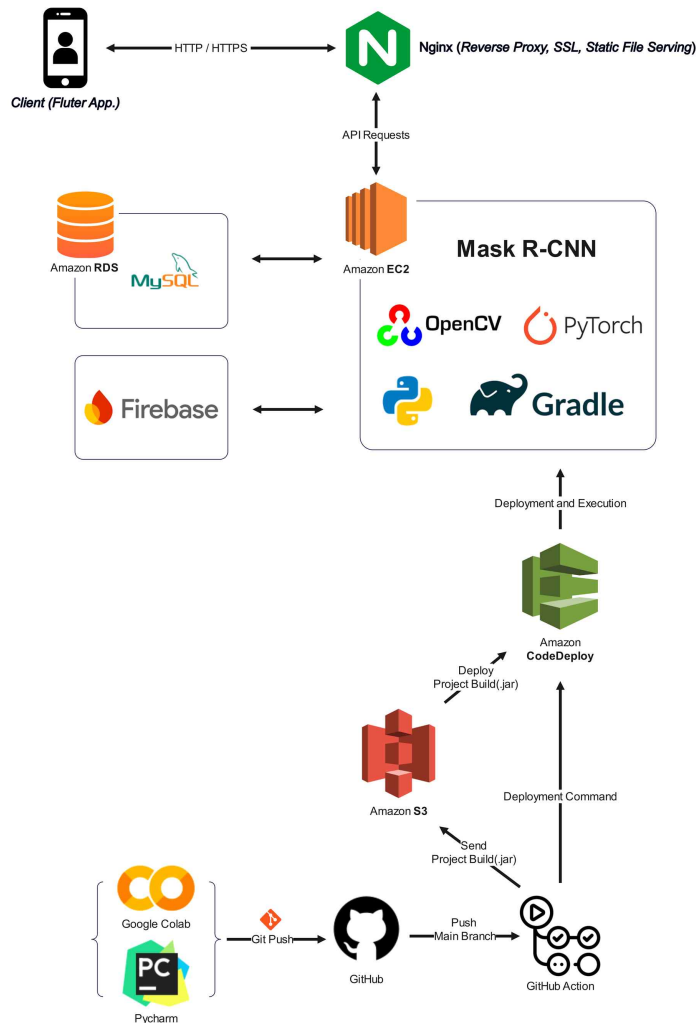 HTTP / HTTPS
Nginx (Reverse Proxy, SSL, Static File Serving)
Client (Fluter App.)
API Requests
Amazon RDS
MySQL
Amazon EC2
Mask R-CNN
OpenCV
PyTorch
Firebase
Gradle
Deployment and Execution
Amazon
CodeDeploy
Deploy
Project Build(.jar)
Amazon S3
Deployment Command
Send
Project Build(.jar)
Google Colab
Git Push
GitHub
Push
Main Branch
GitHub Action
PC
Pycharm